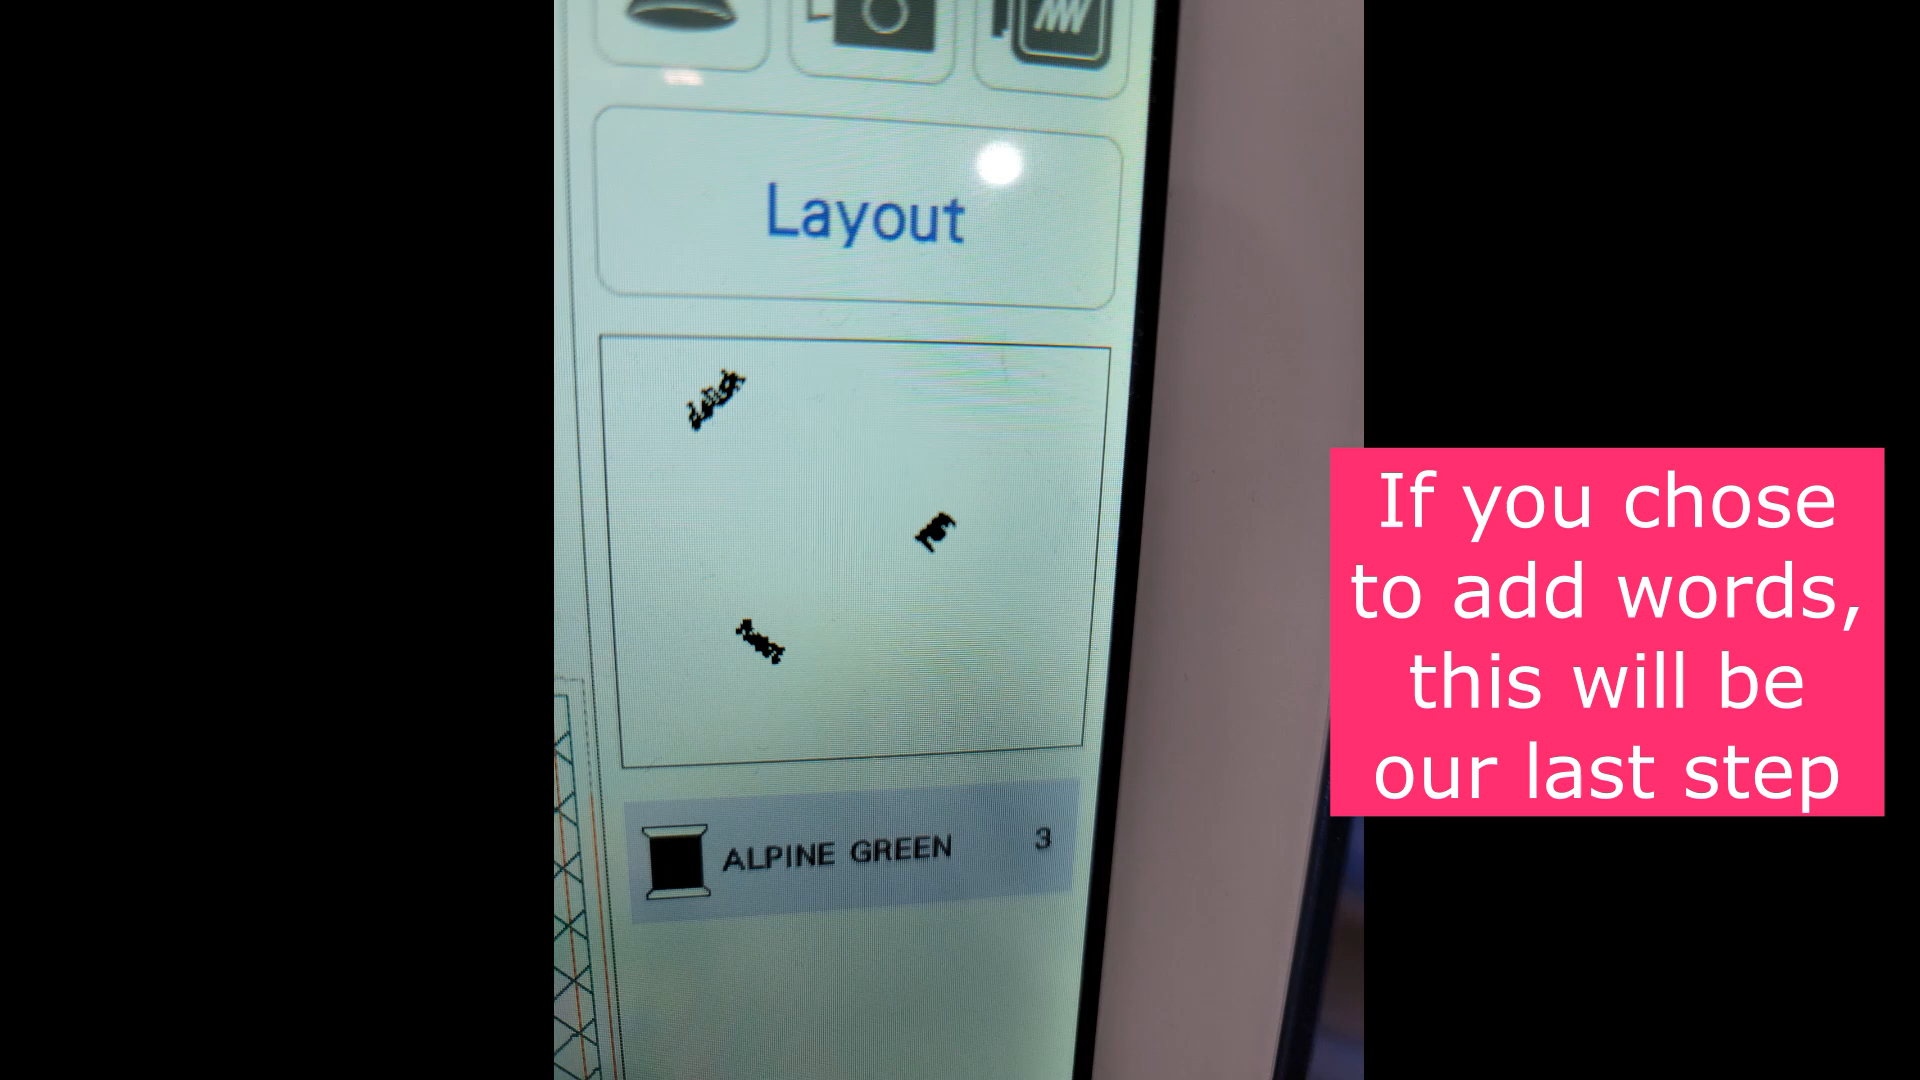 Layout
ALPINE GREEN 3
If you chose
to add words,
this will be
our last step